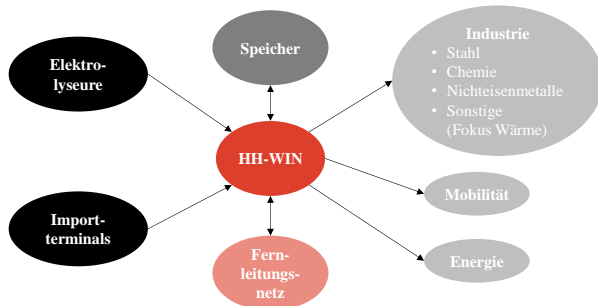 Elektro-
lyseure
Speicher
Industrie
• Stahl
• Chemie
• Nichteisenmetalle
• Sonstige
(Fokus Wärme)
HH-WIN
Import-
terminals
Fern-
leitungs-
netz
Mobilität
Energie